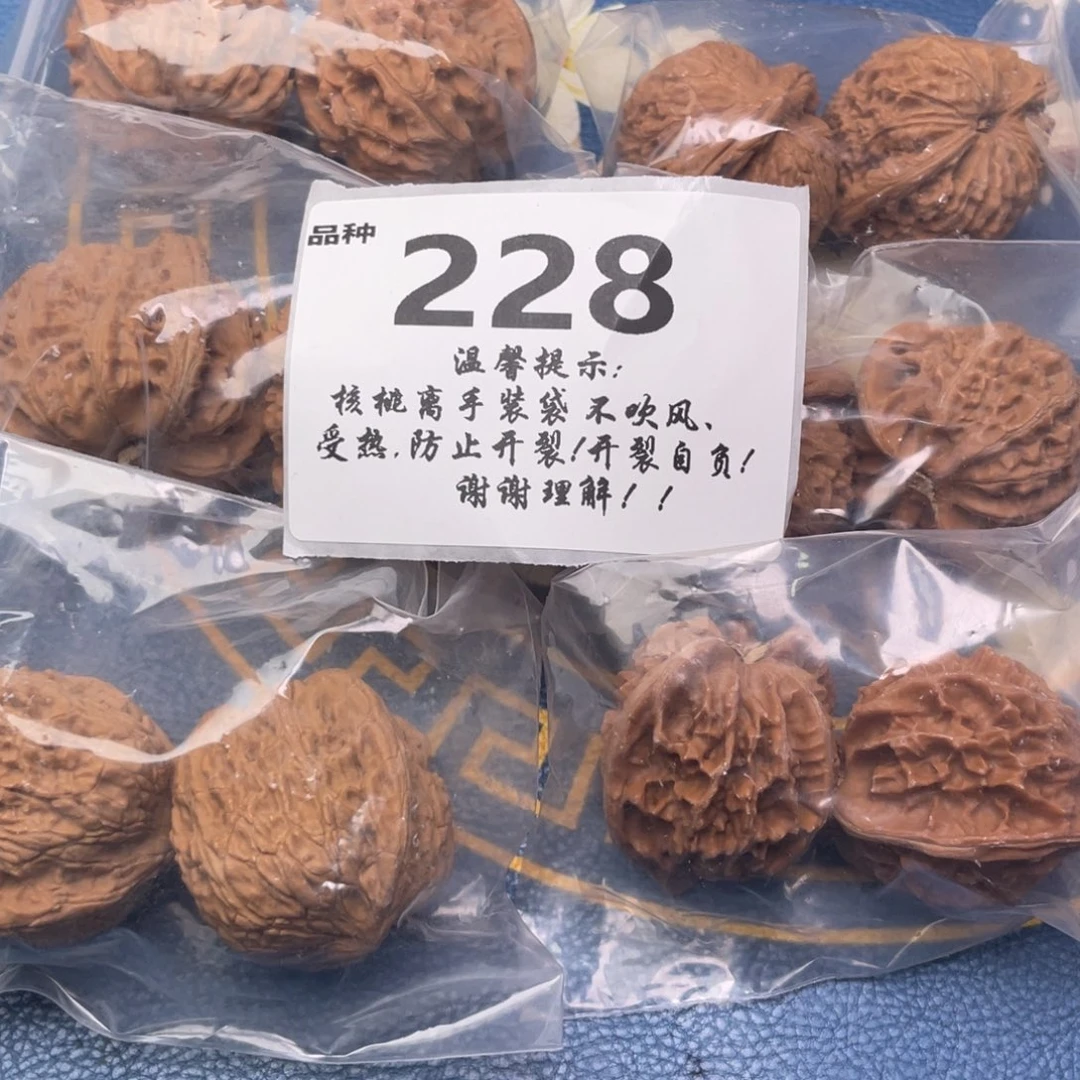 品种
228
温馨提示:
核桃离手装袋不吹风、
受热,防止开裂!开裂自负!
谢谢理解!!